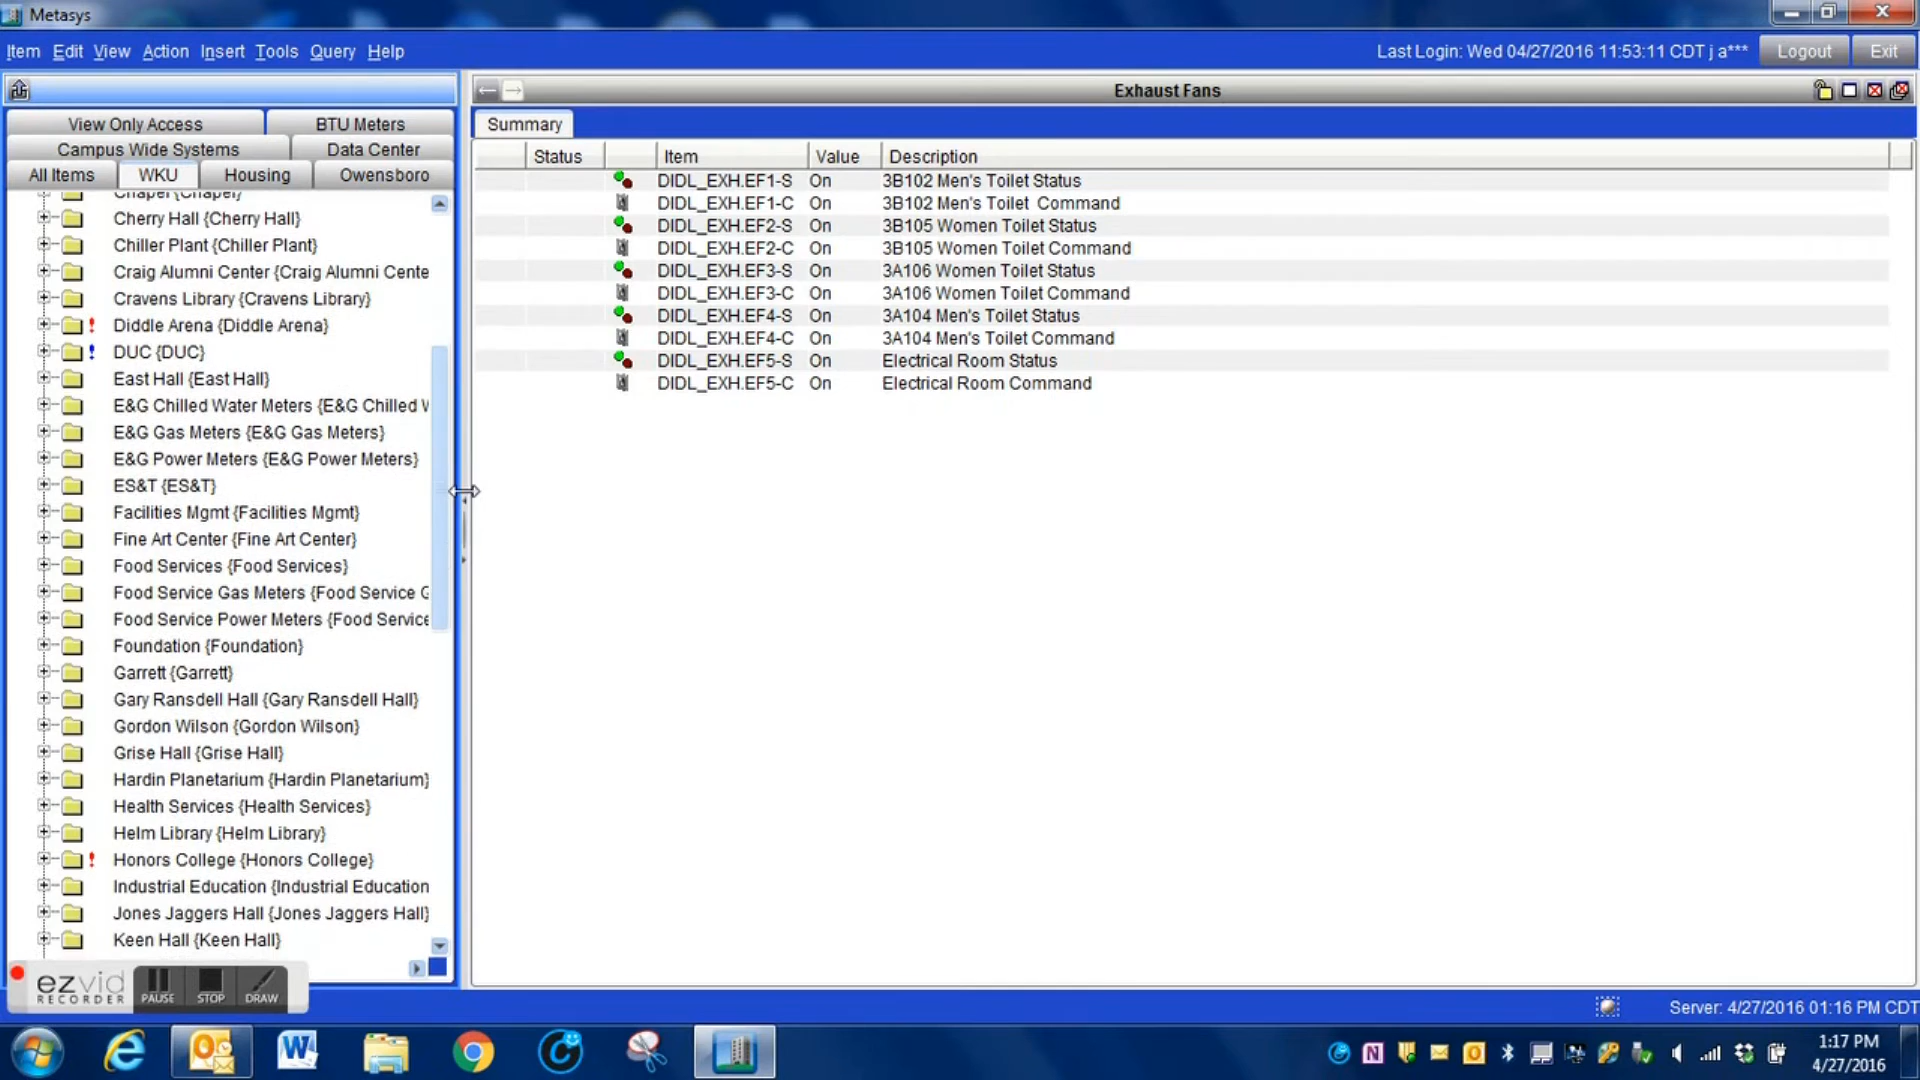 Metasys
Item Edit View Action Insert Tools Query Help
Last Login: Wed 04/27/2016 11:53:11 CDT j a*** Logout Exit
View Only Access BTU Meters
Campus Wide Systems Data Center
All Items WKU Housing Owensboro
Chapel {Chapel}
Cherry Hall {Cherry Hall}
Chiller Plant {Chiller Plant}
Craig Alumni Center {Craig Alumni Cente
Cravens Library {Cravens Library}
! Diddle Arena {Diddle Arena}
! DUC {DUC}
East Hall {East Hall}
E&G Chilled Water Meters {E&G Chilled W
E&G Gas Meters {E&G Gas Meters}
E&G Power Meters {E&G Power Meters}
ES&T {ES&T}
Facilities Mgmt {Facilities Mgmt}
Fine Art Center {Fine Art Center}
Food Services {Food Services}
Food Service Gas Meters {Food Service G
Food Service Power Meters {Food Service
Foundation {Foundation}
Garrett {Garrett}
Gary Ransdell Hall {Gary Ransdell Hall}
Gordon Wilson {Gordon Wilson}
Grise Hall {Grise Hall}
Hardin Planetarium {Hardin Planetarium}
Health Services {Health Services}
Helm Library {Helm Library}
! Honors College {Honors College}
Industrial Education {Industrial Education
Jones Jaggers Hall {Jones Jaggers Hall}
Keen Hall {Keen Hall}
Exhaust Fans
Summary
Status Item Value Description
DIDL_EXH.EF1-S On 3B102 Men's Toilet Status
DIDL_EXH.EF1-C On 3B102 Men's Toilet Command
DIDL_EXH.EF2-S On 3B105 Women Toilet Status
DIDL_EXH.EF2-C On 3B105 Women Toilet Command
DIDL_EXH.EF3-S On 3A106 Women Toilet Status
DIDL_EXH.EF3-C On 3A106 Women Toilet Command
DIDL_EXH.EF4-S On 3A104 Men's Toilet Status
DIDL_EXH.EF4-C On 3A104 Men's Toilet Command
DIDL_EXH.EF5-S On Electrical Room Status
DIDL_EXH.EF5-C On Electrical Room Command
ezvid
RECORDER
PAUSE STOP DRAW
Server: 4/27/2016 01:16 PM CDT
1:17 PM
4/27/2016